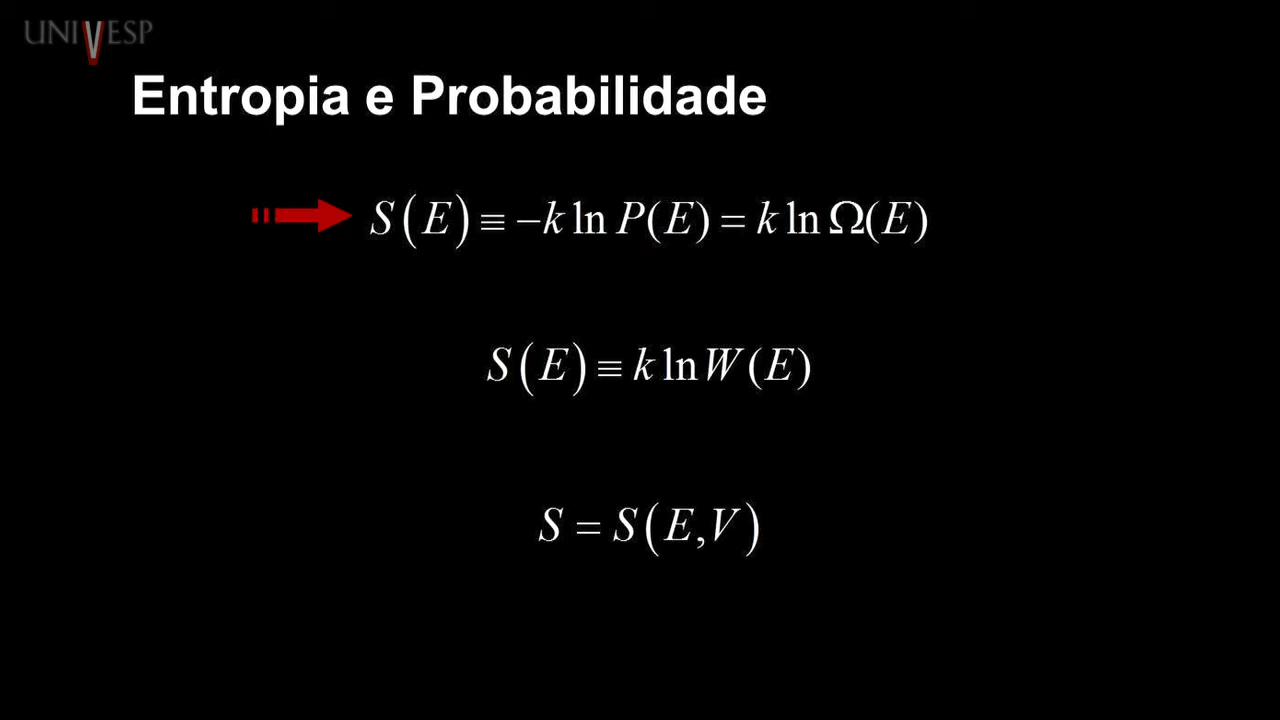 UNIVESP
Entropia e Probabilidade
S(E) ≡ −k ln P(E) = k ln Ω(E)
S(E) ≡ k ln W(E)
S = S(E,V)